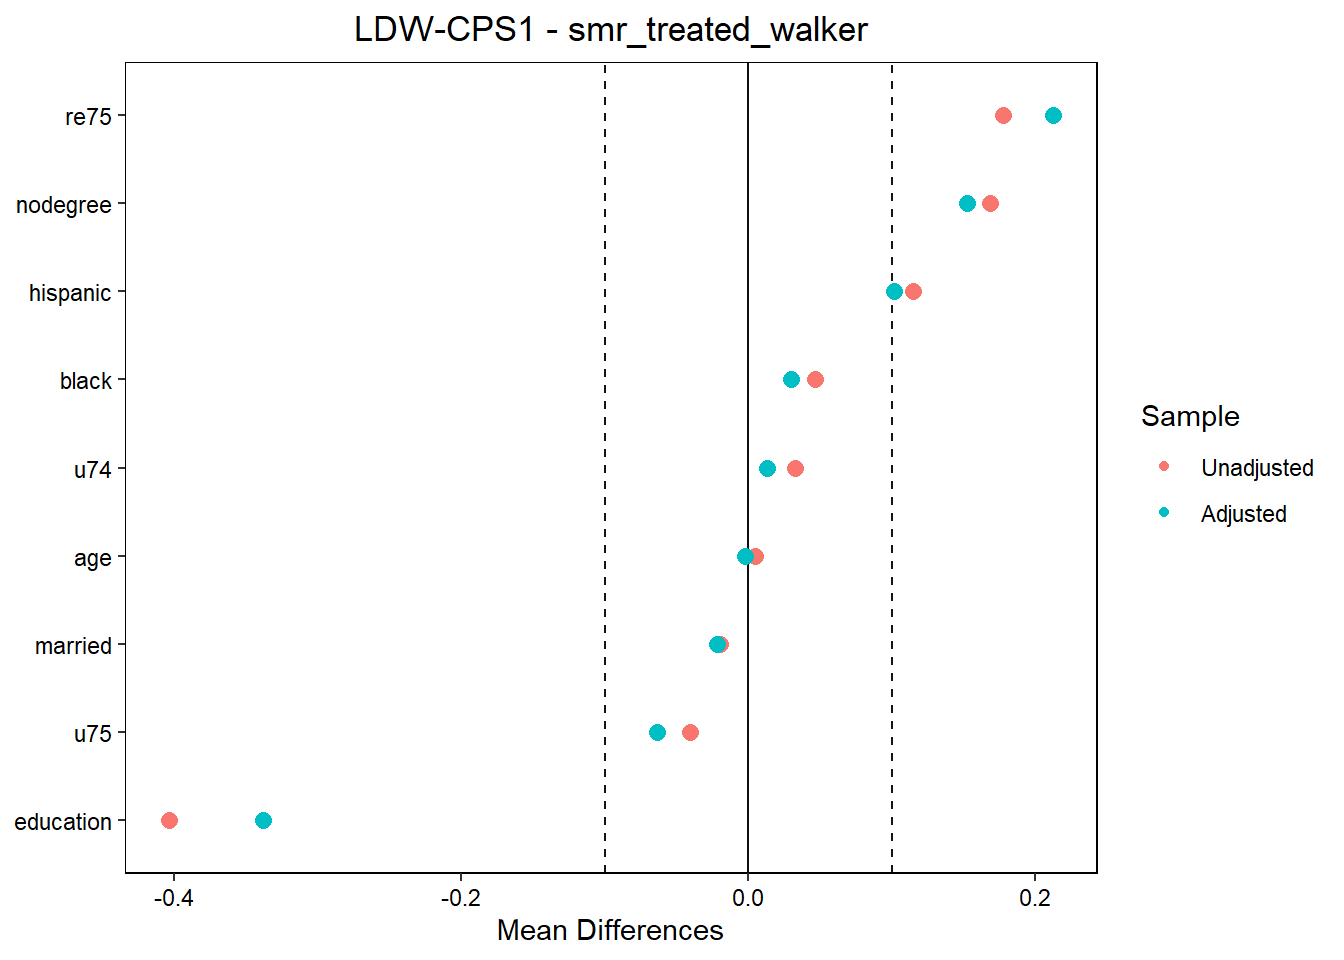 LDW-CPS1 - smr_treated_walker
re75
nodegree
hispanic
black
u74
age
married
u75
education
-0.4 -0.2 0.0 0.2
Mean Differences
Sample
Unadjusted
Adjusted